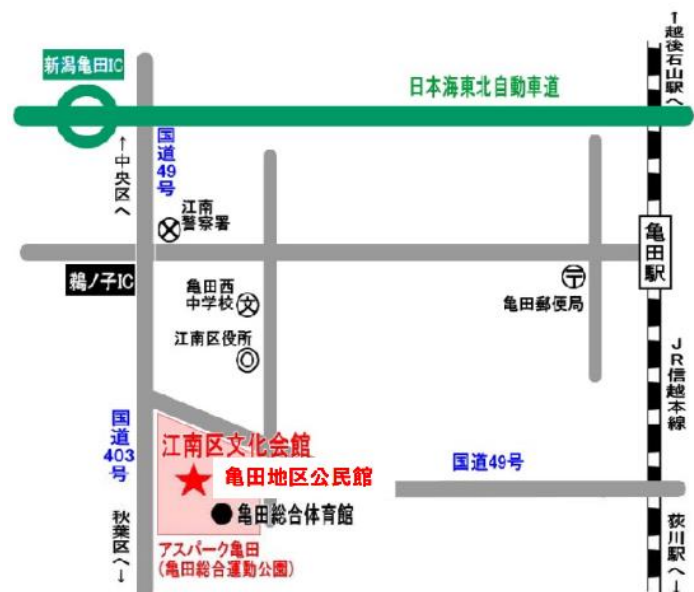 ↑越後石山駅へ
新潟亀田IC
日本海東北自動車道
↑中央区へ
国道49号
江南
警察署
亀田駅
鵜ノ子IC
亀田西
中学校
文
〒
亀田郵便局
江南区役所
JR信越本線
国道403号
江南区文化会館
亀田地区公民館
国道49号
亀田総合体育館
秋葉区へ↓
荻川駅へ↓
アスパーク亀田
(亀田総合運動公園)